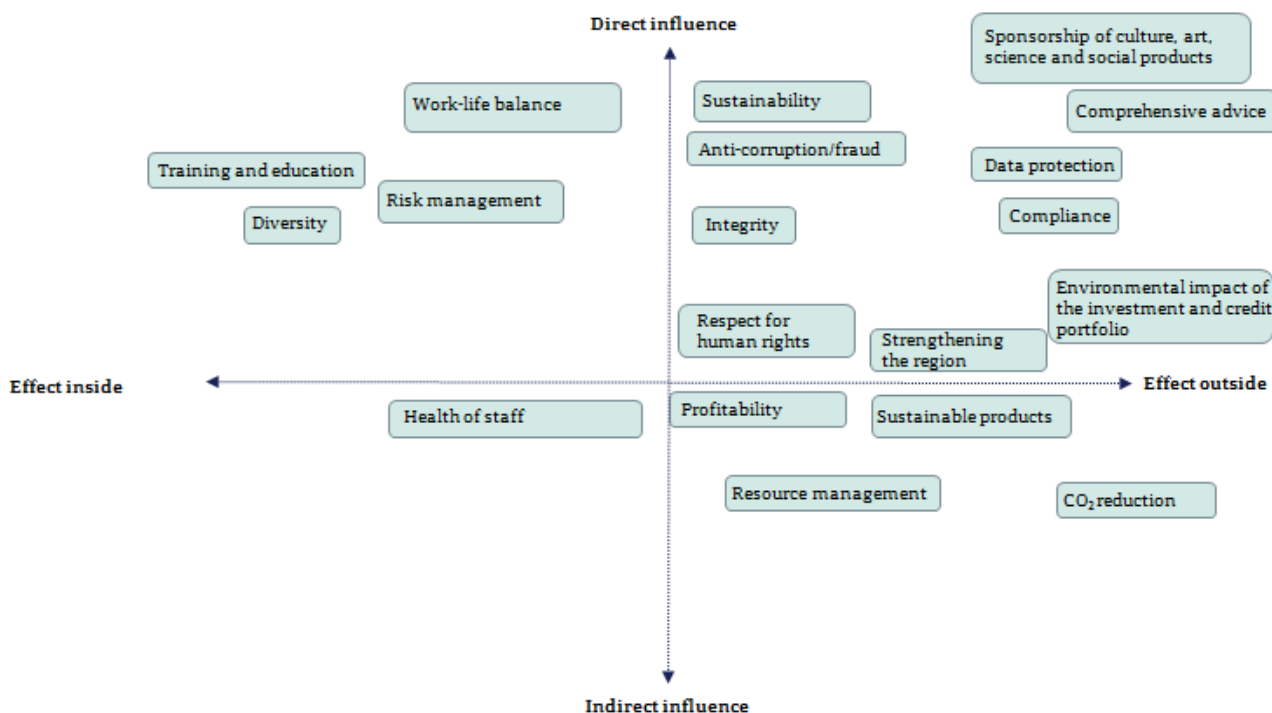 Direct influence
Sponsorship of culture, art,
science and social products
Work-life balance
Sustainability
Comprehensive advice
Anti-corruption/fraud
Training and education
Data protection
Risk management
Diversity
Integrity
Compliance
Environmental impact of
the investment and credit
portfolio
Respect for
human rights
Strengthening
the region
Effect inside
Effect outside
Health of staff
Profitability
Sustainable products
Resource management
CO₂ reduction
Indirect influence